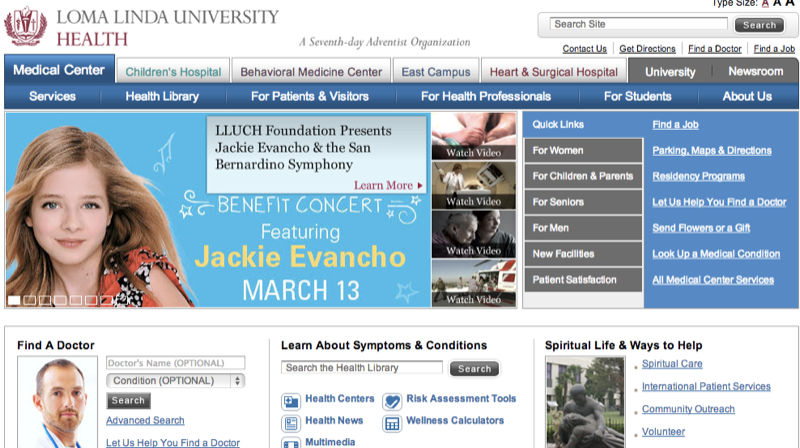 Type Size: A A A
LOMA LINDA UNIVERSITY
HEALTH
A Seventh-day Adventist Organization
Search Site
Search
Contact Us | Get Directions | Find a Doctor | Find a Job
Medical Center
Children's Hospital
Behavioral Medicine Center
East Campus
Heart & Surgical Hospital
University
Newsroom
Services
Health Library
For Patients & Visitors
For Health Professionals
For Students
About Us
LLUCH Foundation Presents
Jackie Evancho & the San
Bernardino Symphony
Learn More
BENEFIT CONCERT
Featuring
Jackie Evancho
MARCH 13
Watch Video
Watch Video
Watch Video
Watch Video
Quick Links
For Women
For Children & Parents
For Seniors
For Men
New Facilities
Patient Satisfaction
Find a Job
Parking, Maps & Directions
Residency Programs
Let Us Help You Find a Doctor
Send Flowers or a Gift
Look Up a Medical Condition
All Medical Center Services
Find A Doctor
Doctor's Name (OPTIONAL)
Condition (OPTIONAL)
Search
Advanced Search
Let Us Help You Find a Doctor
Learn About Symptoms & Conditions
Search the Health Library
Search
Health Centers
Risk Assessment Tools
Health News
Wellness Calculators
Multimedia
Spiritual Life & Ways to Help
Spiritual Care
International Patient Services
Community Outreach
Volunteer